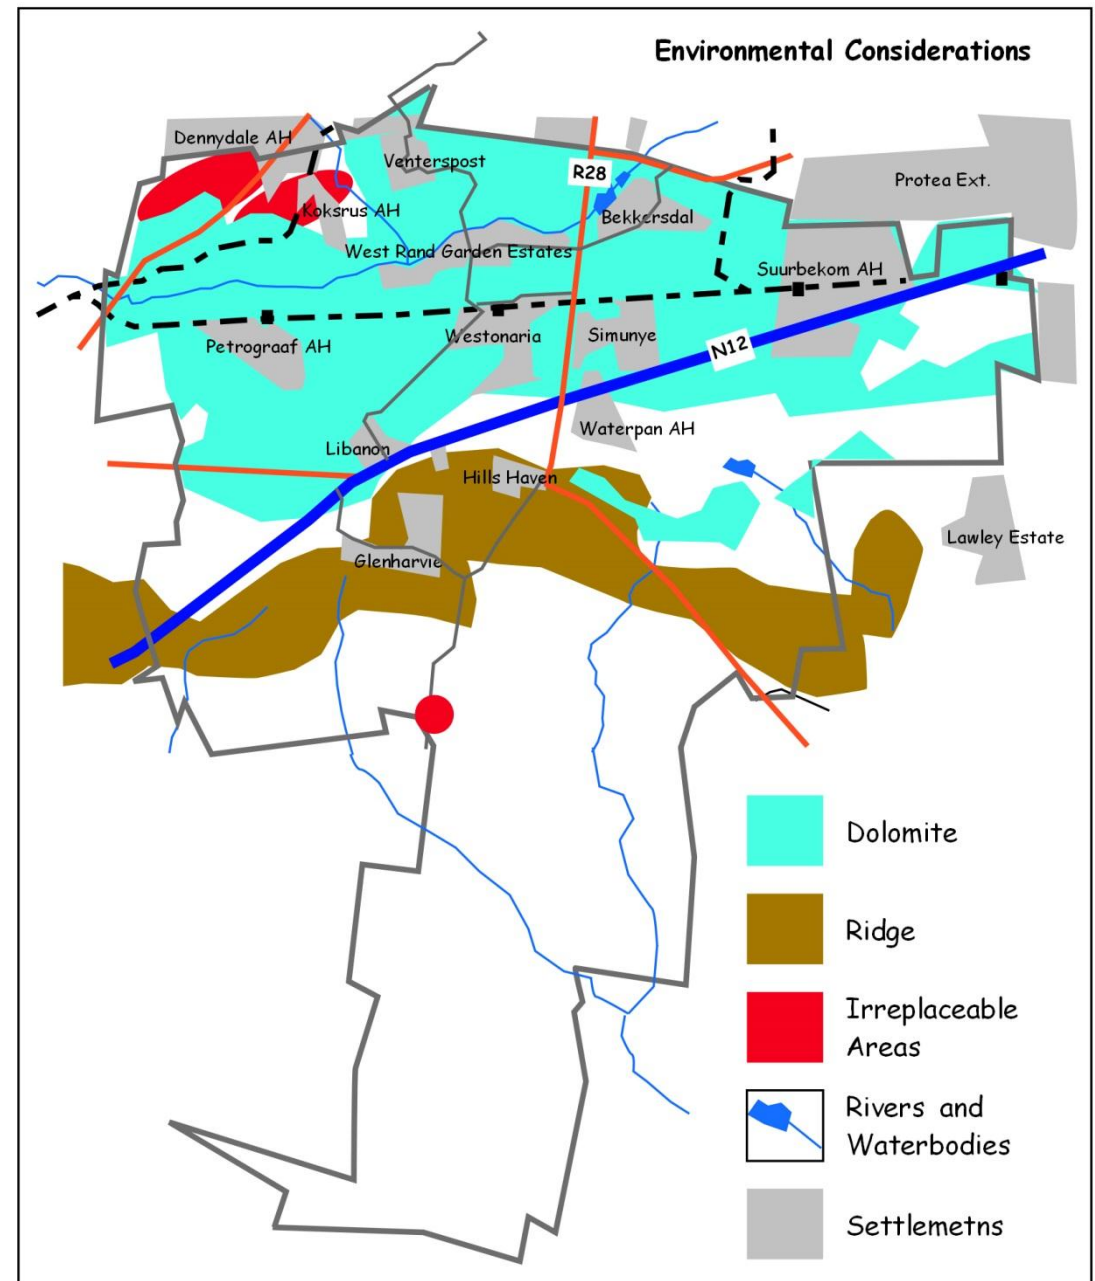 Environmental Considerations
Dennydale AH
Venterspost
R28
Protea Ext.
Koksrus AH
Bekkersdal
West Rand Garden Estates
Suurbekom AH
Petrograaf AH
Westonaria
Simunye
N12
Waterpan AH
Libanon
Hills Haven
Lawley Estate
Glenharvie
Dolomite
Ridge
Irreplaceable
Areas
Rivers and
Waterbodies
Settlemetns